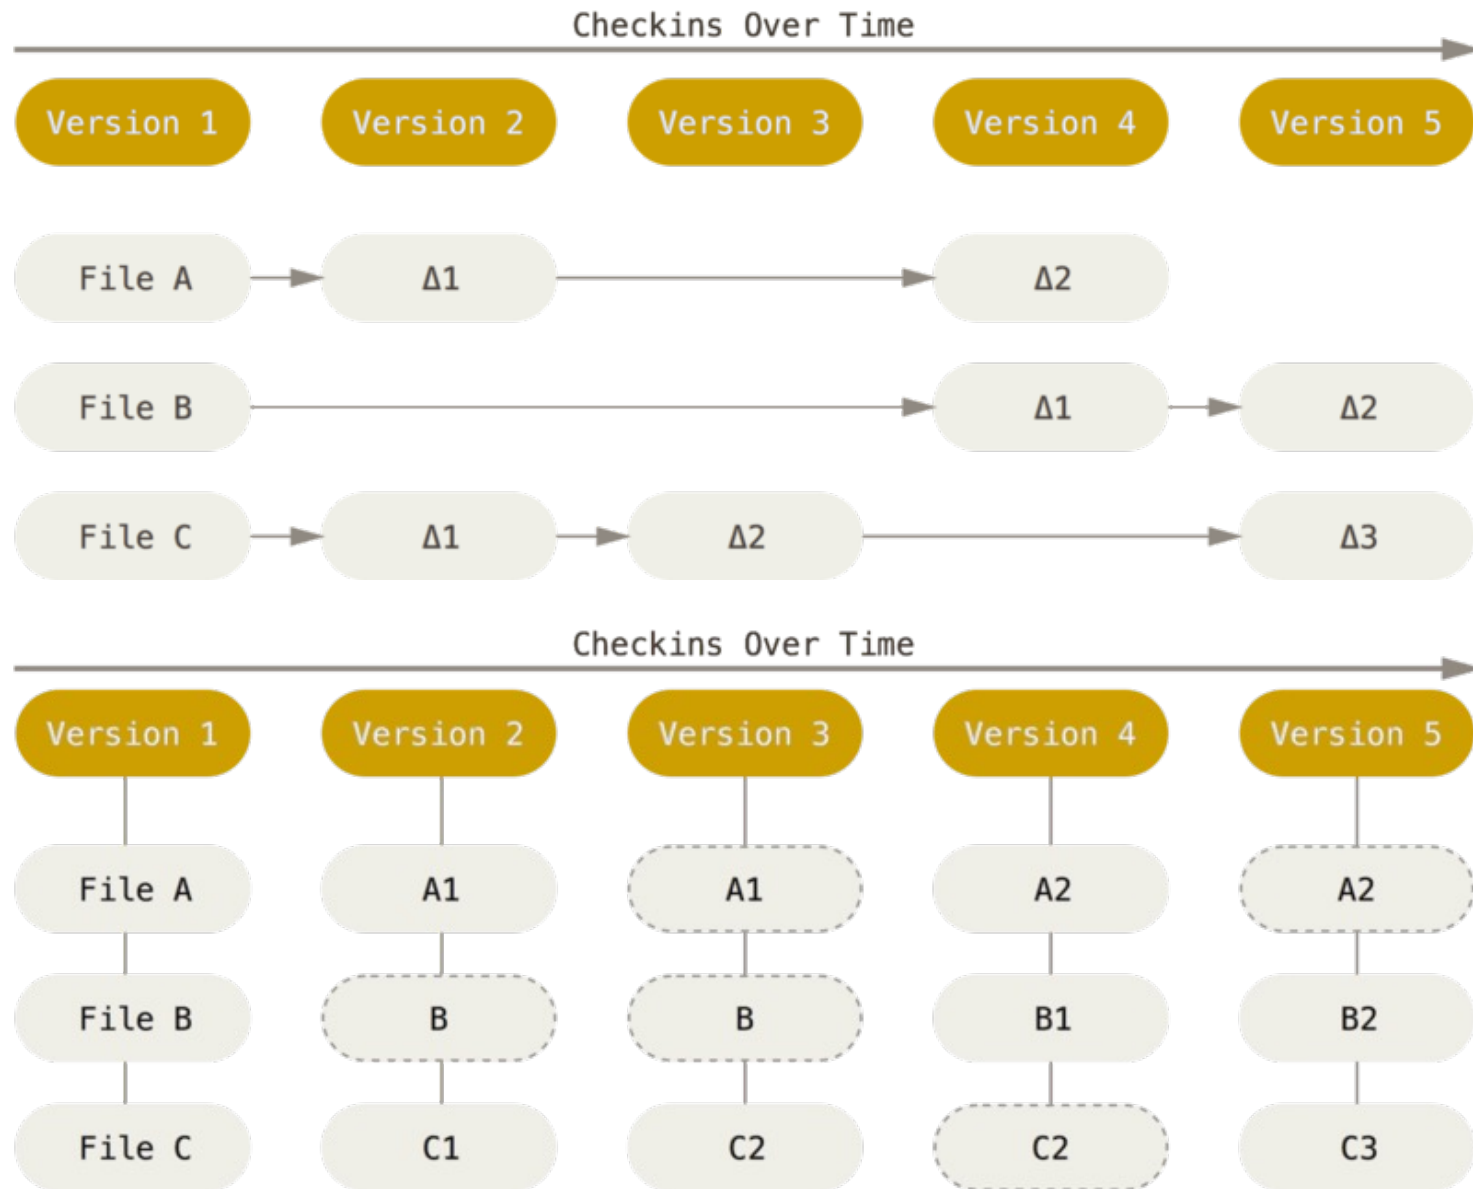 Checkins Over Time
Version 1 Version 2 Version 3 Version 4 Version 5
File A Δ1 Δ2
File B Δ1 Δ2
File C Δ1 Δ2 Δ3
Checkins Over Time
Version 1 Version 2 Version 3 Version 4 Version 5
File A A1 A1 A2 A2
File B B B B1 B2
File C C1 C2 C2 C3